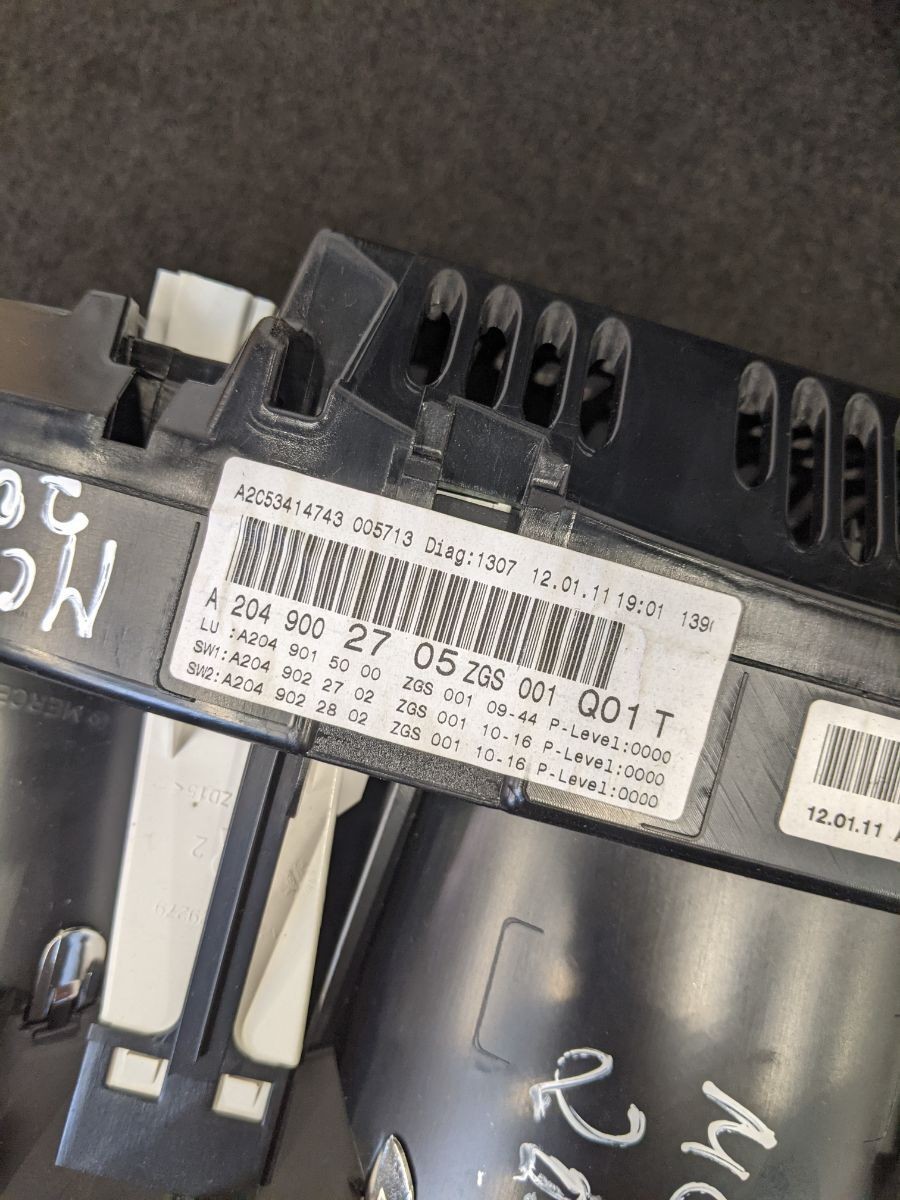 A2C53414743 005713 Diag:1307 12.01.11 19:01
A 204 900 27 05 ZGS 001 Q01 T
LU :A204 901 50 00 ZGS 001 09-44 P-Level:0000
SW1:A204 902 27 02 ZGS 001 10-16 P-Level:0000
SW2:A204 902 28 02 ZGS 001 10-16 P-Level:0000
12.01.11
MC
9279